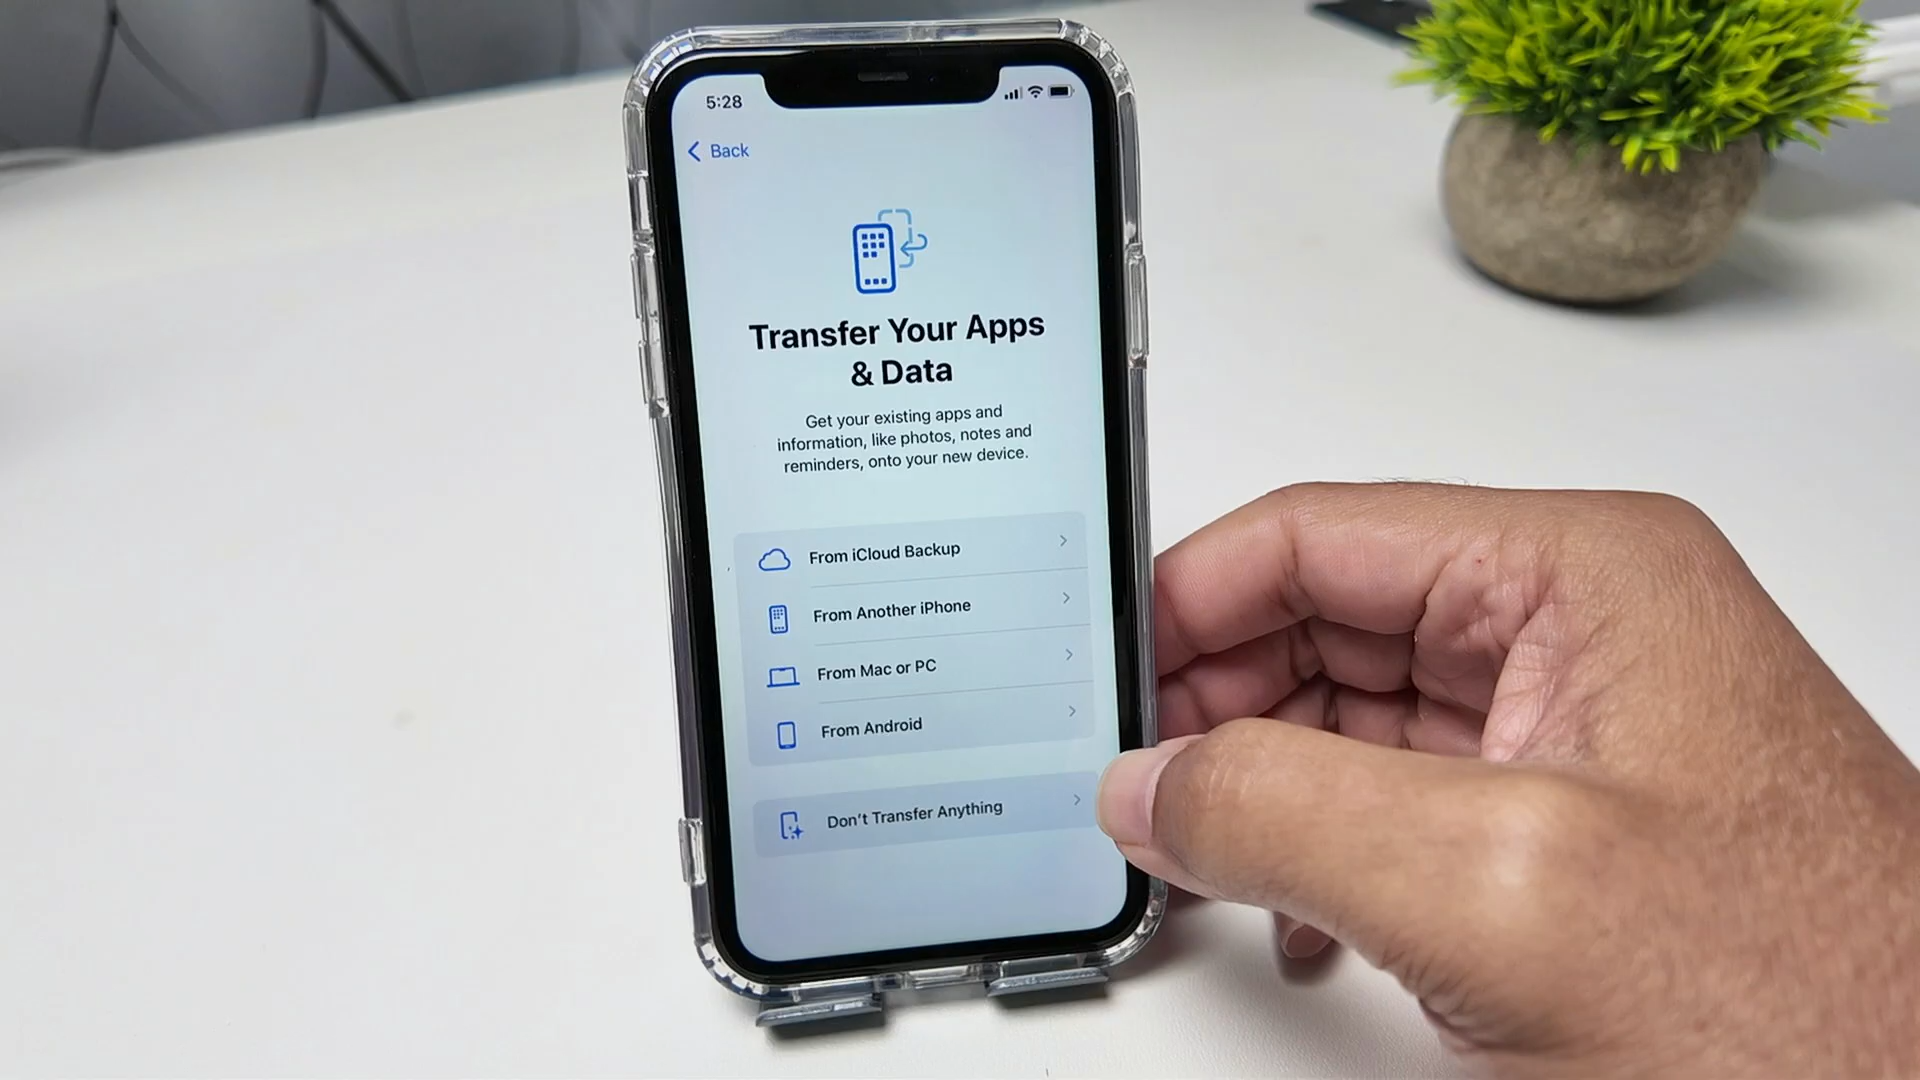 5:28
Back
Transfer Your Apps
& Data
Get your existing apps and
information, like photos, notes and
reminders, onto your new device.
From iCloud Backup
From Another iPhone
From Mac or PC
From Android
Don't Transfer Anything